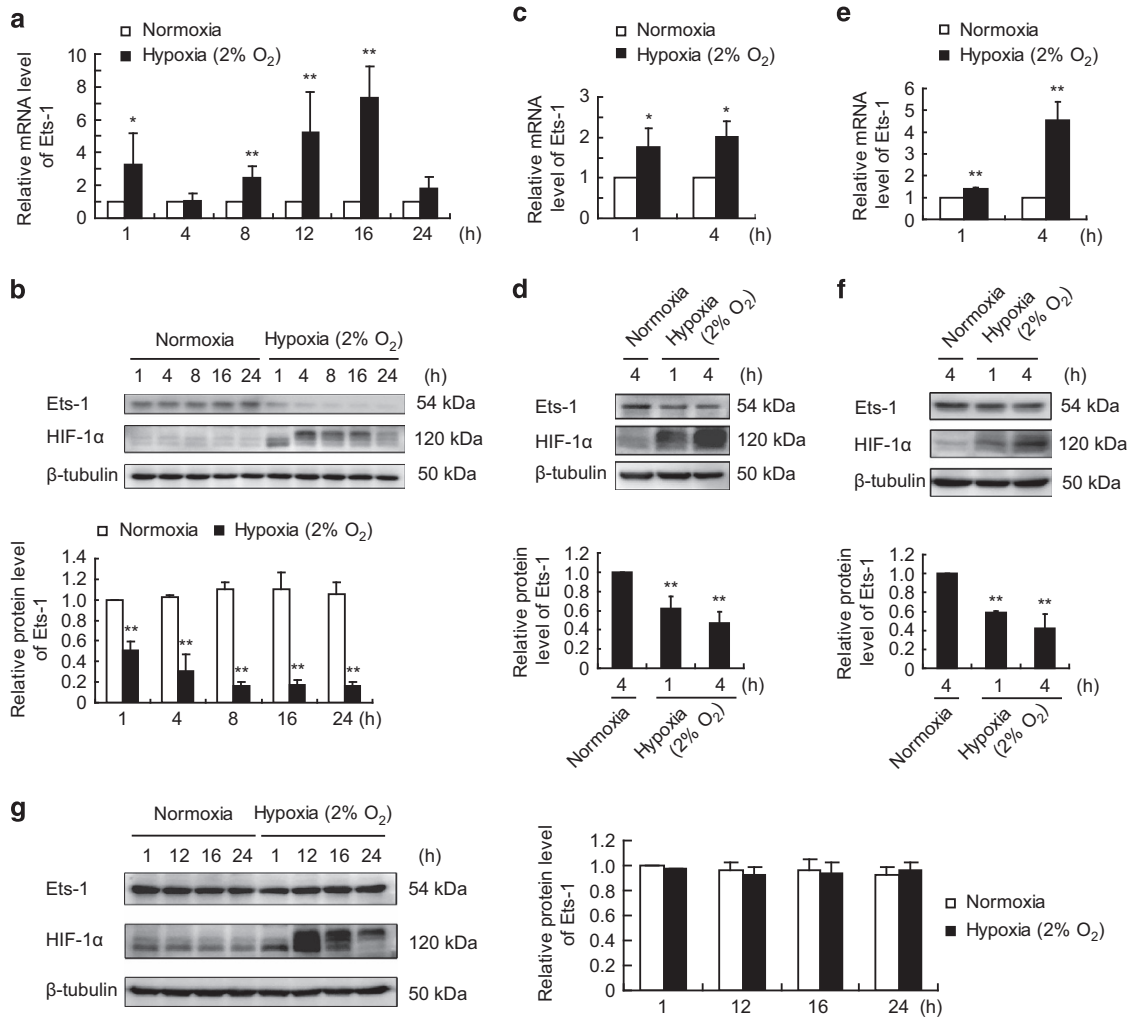 a
Normoxia
Hypoxia (2% O2)
Relative mRNA level
of Ets-1
10
8
6
4
2
0
* ** ** **
1 4 8 12 16 24 (h)
c
Normoxia
Hypoxia (2% O2)
Relative mRNA
level of Ets-1
3
2
1
0
* *
1 4 (h)
e
Normoxia
Hypoxia (2% O2)
Relative mRNA
level of Ets-1
6
5
4
3
2
1
0
** **
1 4 (h)
b
Normoxia Hypoxia (2% O2)
1 4 8 16 24 1 4 8 16 24 (h)
Ets-1 54 kDa
HIF-1α 120 kDa
β-tubulin 50 kDa
Normoxia Hypoxia (2% O2)
Relative protein level
of Ets-1
1.4
1.2
1.0
0.8
0.6
0.4
0.2
0
** ** ** ** **
1 4 8 16 24 (h)
d
Normoxia
Hypoxia
(2% O2)
4 1 4 (h)
Ets-1 54 kDa
HIF-1α 120 kDa
β-tubulin 50 kDa
Relative protein
level of Ets-1
1.2
1.0
0.8
0.6
0.4
0.2
0
** **
4 1 4 (h)
Normoxia
Hypoxia
(2% O2)
f
Normoxia
Hypoxia
(2% O2)
4 1 4 (h)
Ets-1 54 kDa
HIF-1α 120 kDa
β-tubulin 50 kDa
Relative protein
level of Ets-1
1.2
1.0
0.8
0.6
0.4
0.2
0
** **
4 1 4 (h)
Normoxia
Hypoxia
(2% O2)
g
Normoxia Hypoxia (2% O2)
1 12 16 24 1 12 16 24 (h)
Ets-1 54 kDa
HIF-1α 120 kDa
β-tubulin 50 kDa
Relative protein level
of Ets-1
1.2
1.0
0.8
0.6
0.4
0.2
0
1 12 16 24 (h)
Normoxia
Hypoxia (2% O2)